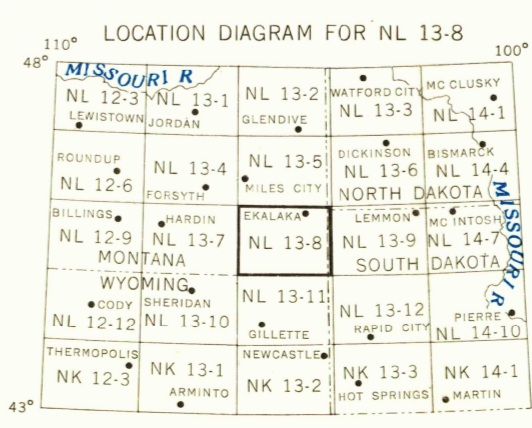 LOCATION DIAGRAM FOR NL 13-8
110° 100°
48°
MISSOURI R
NL 12-3 NL 13-1 NL 13-2 WATFORD CITY MC CLUSKY
LEWISTOWN JORDAN GLENDIVE NL 13-3 NL 14-1
ROUNDUP NL 13-4 NL 13-5 DICKINSON BISMARCK
NL 12-6 FORSYTH MILES CITY NL 13-6 NL 14-4
NORTH DAKOTA
MISSOURI R
BILLINGS HARDIN EKALAKA LEMMON MC INTOSH
NL 12-9 NL 13-7 NL 13-8 NL 13-9 NL 14-7
MONTANA SOUTH DAKOTA
WYOMING
CODY SHERIDAN NL 13-11 NL 13-12 PIERRE
NL 12-12 NL 13-10 GILLETTE RAPID CITY NL 14-10
THERMOPOLIS NK 13-1 NEWCASTLE NK 13-3 NK 14-1
NK 12-3 ARMINTO NK 13-2 HOT SPRINGS MARTIN
43°